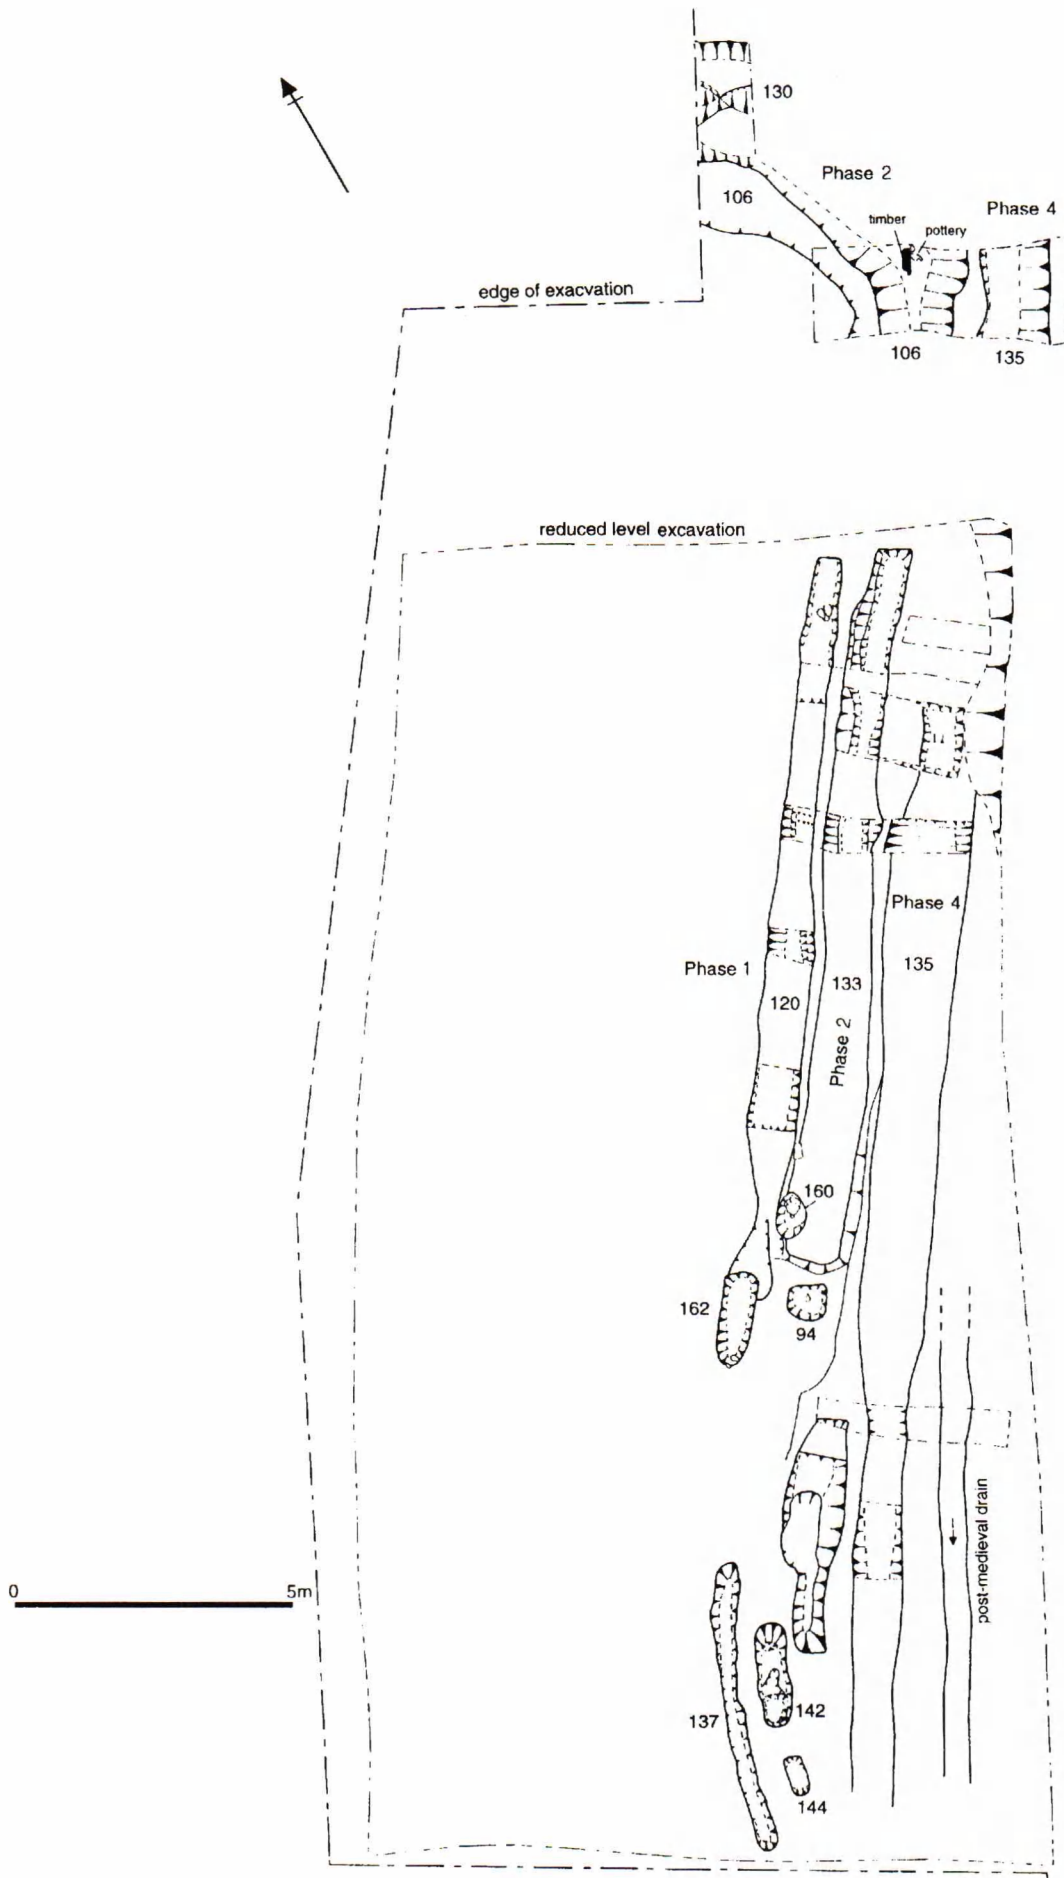 130
Phase 2
106
Phase 4
timber
pottery
edge of exacvation
106
135
reduced level excavation
Phase 4
135
Phase 1
133
120
Phase 2
160
162
94
post-medieval drain
0 5m
137
142
144